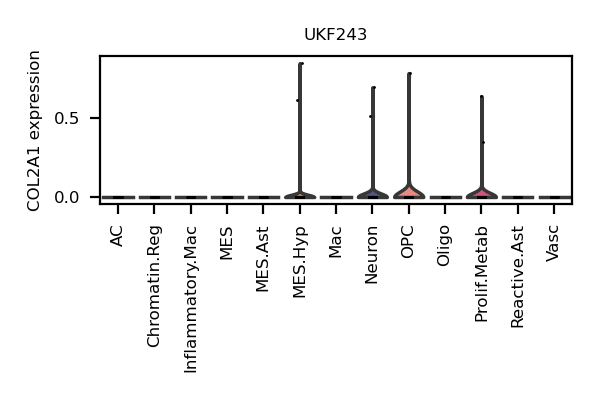 UKF243
COL2A1 expression
0.5
0.0
AC
Chromatin.Reg
Inflammatory.Mac
MES
MES.Ast
MES.Hyp
Mac
Neuron
OPC
Oligo
Prolif.Metab
Reactive.Ast
Vasc